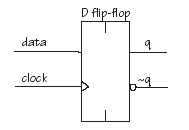 D flip-flop
data
q
clock
~q